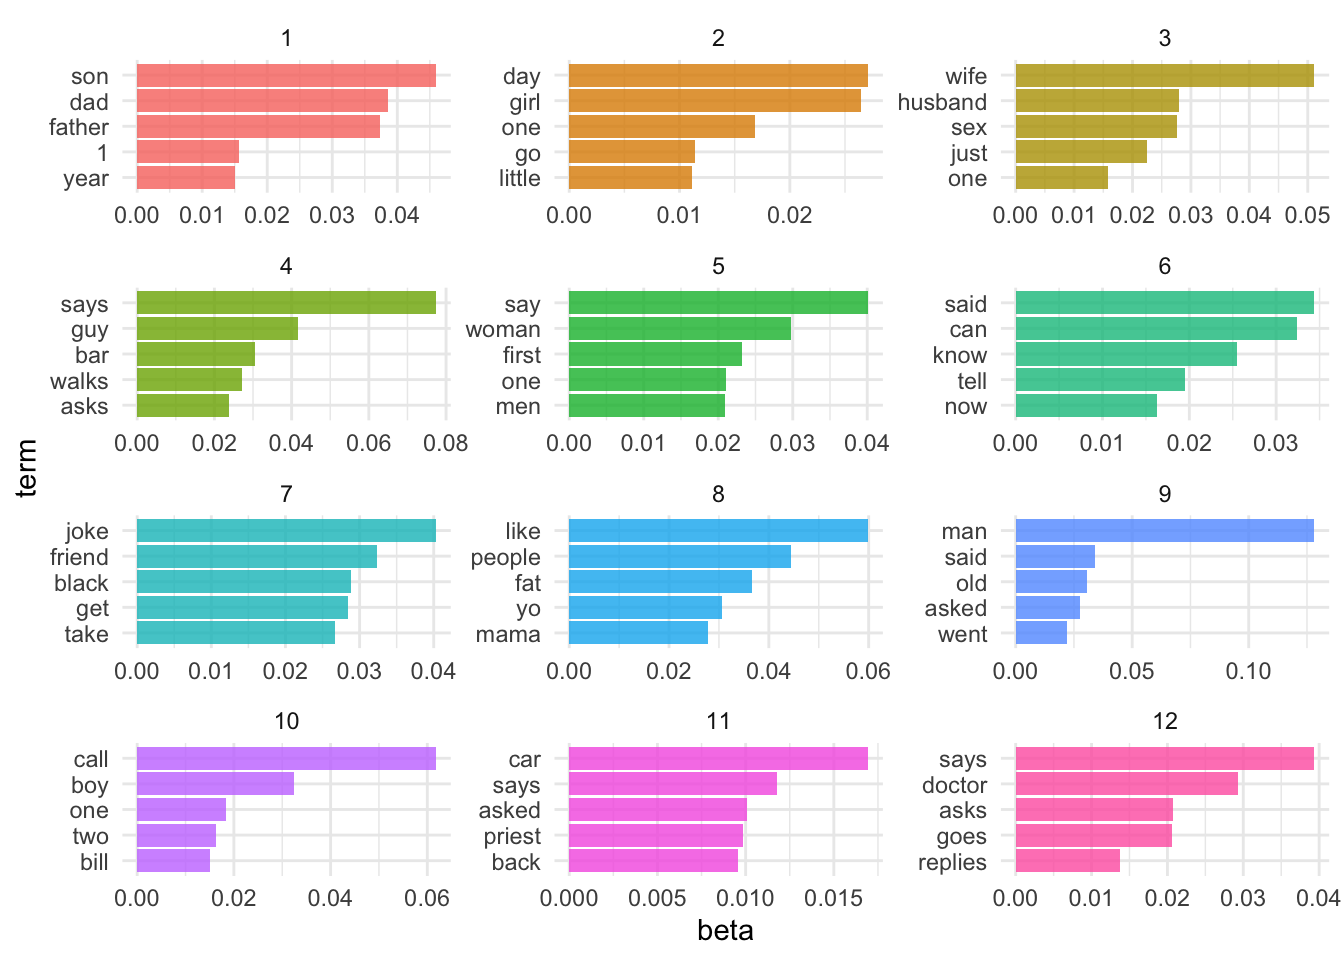 1
son
dad
father
1
year
0.00 0.01 0.02 0.03 0.04
2
day
girl
one
go
little
0.00 0.01 0.02
3
wife
husband
sex
just
one
0.00 0.01 0.02 0.03 0.04 0.05
4
says
guy
bar
walks
asks
0.00 0.02 0.04 0.06 0.08
5
say
woman
first
one
men
0.00 0.01 0.02 0.03 0.04
6
said
can
know
tell
now
0.00 0.01 0.02 0.03
term
7
joke
friend
black
get
take
0.00 0.01 0.02 0.03 0.04
8
like
people
fat
yo
mama
0.00 0.02 0.04 0.06
9
man
said
old
asked
went
0.00 0.05 0.10
10
call
boy
one
two
bill
0.00 0.02 0.04 0.06
11
car
says
asked
priest
back
0.000 0.005 0.010 0.015
12
says
doctor
asks
goes
replies
0.00 0.01 0.02 0.03 0.04
beta